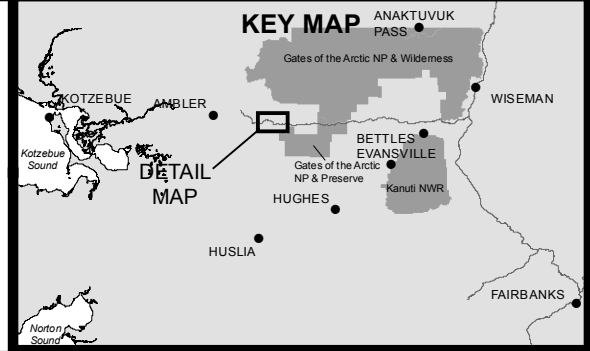 KEY MAP
ANAKTUVUK
PASS
Gates of the Arctic NP & Wilderness
KOTZEBUE
AMBLER
WISEMAN
Kotzebue
Sound
BETTLES
EVANSVILLE
DETAIL
MAP
Gates of the Arctic
NP & Preserve
Kanuti NWR
HUGHES
HUSLIA
FAIRBANKS
Norton
Sound